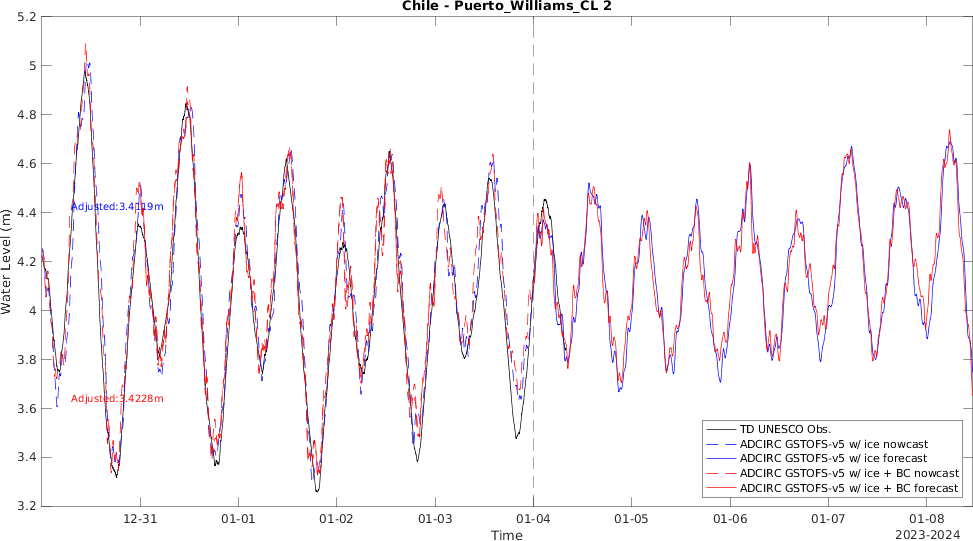 Chile - Puerto_Williams_CL 2
5.2
5
4.8
4.6
4.4
4.2
4
3.8
3.6
3.4
3.2
Water Level (m)
Adjusted:3.4119m
Adjusted:3.4228m
TD UNESCO Obs.
ADCIRC GSTOFS-v5 w/ ice nowcast
ADCIRC GSTOFS-v5 w/ ice forecast
ADCIRC GSTOFS-v5 w/ ice + BC nowcast
ADCIRC GSTOFS-v5 w/ ice + BC forecast
12-31 01-01 01-02 01-03 01-04 01-05 01-06 01-07 01-08
Time
2023-2024